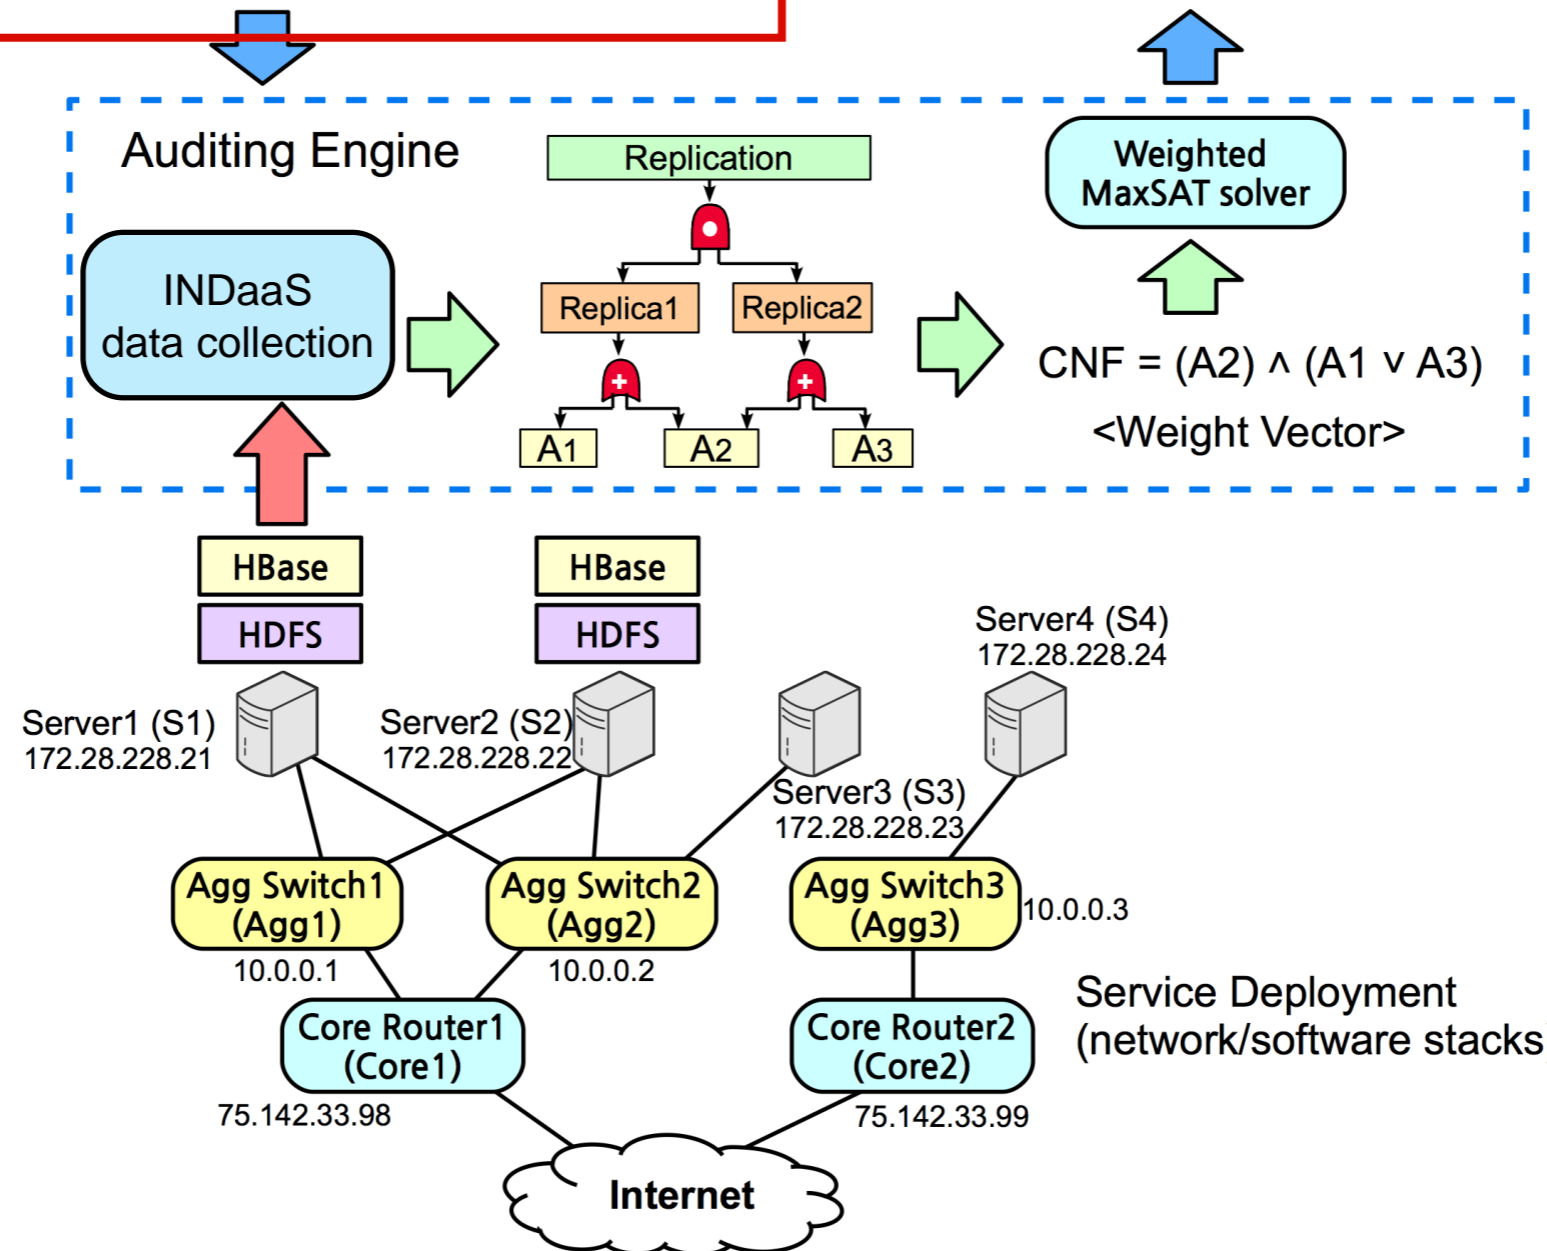 Auditing Engine
Replication
Weighted
MaxSAT solver
INDaaS
data collection
Replica1
Replica2
CNF = (A2) ∧ (A1 ∨ A3)
<Weight Vector>
A1
A2
A3
HBase
HBase
HDFS
HDFS
Server4 (S4)
172.28.228.24
Server1 (S1)
172.28.228.21
Server2 (S2)
172.28.228.22
Server3 (S3)
172.28.228.23
Agg Switch1
(Agg1)
Agg Switch2
(Agg2)
Agg Switch3
(Agg3)
10.0.0.3
10.0.0.1
10.0.0.2
Service Deployment
(network/software stacks
Core Router1
(Core1)
Core Router2
(Core2)
75.142.33.98
75.142.33.99
Internet